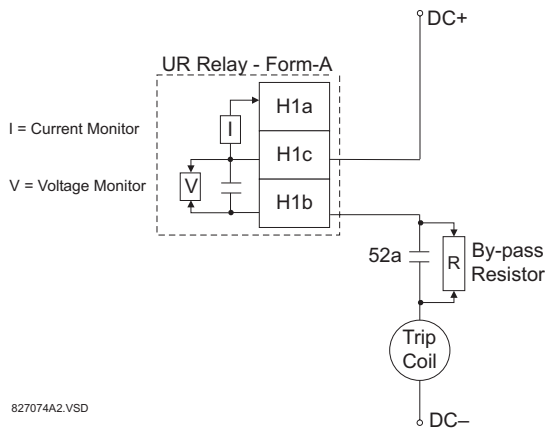 DC+
UR Relay - Form-A
H1a
I = Current Monitor
I
H1c
V = Voltage Monitor
V
H1b
52a
R
By-pass
Resistor
Trip
Coil
827074A2.VSD
DC–